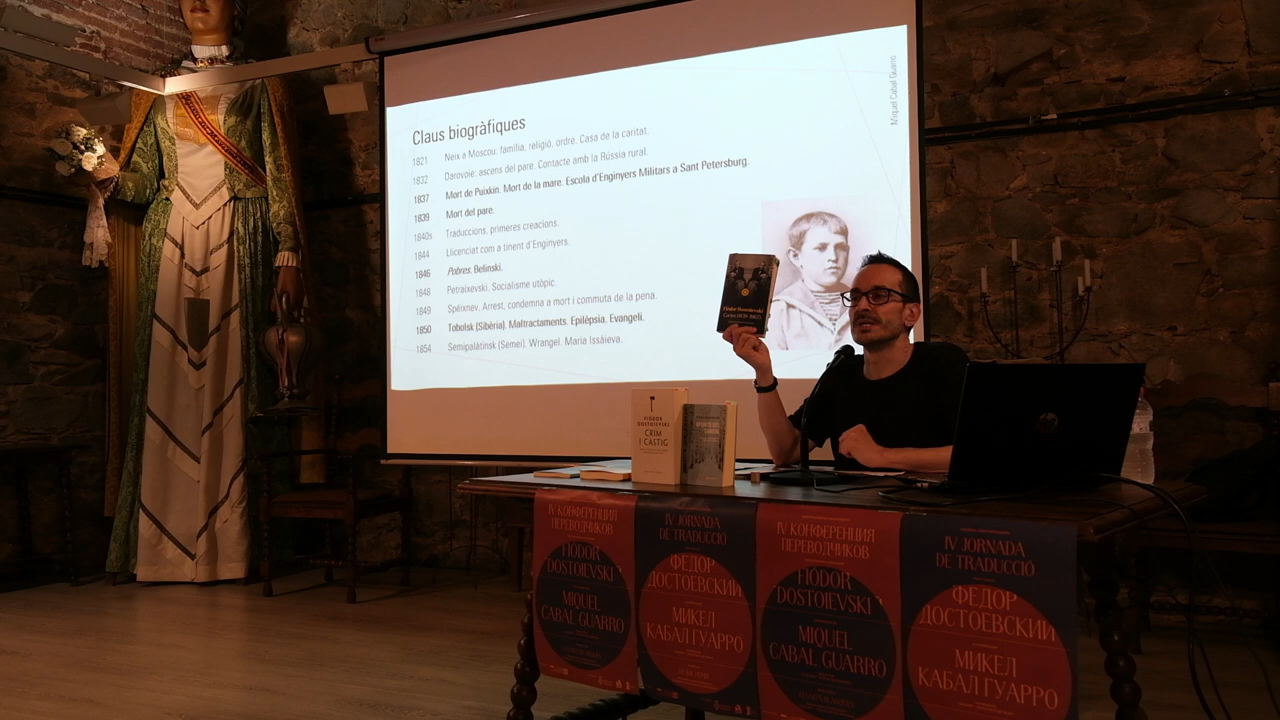 Miquel Cabal Guarro
Claus biogràfiques
1821 Neix a Moscou: família, religió, ordre. Casa de la caritat.
1832 Darovoie: ascens del pare. Contacte amb la Rússia rural.
1837 Mort de Puixkin. Mort de la mare. Escola d'Enginyers Militars a Sant Petersburg.
1839 Mort del pare.
1840s Traduccions, primeres creacions.
1844 Llicenciat com a tinent d'Enginyers.
1846 Pobres. Belinski.
1848 Petraixevski. Socialisme utòpic.
1849 Spéixnev. Arrest, condemna a mort i commuta de la pena.
1850 Tobolsk (Sibèria). Maltractaments. Epilèpsia. Evangeli.
1854 Semipalàtinsk (Semei). Wrangel. Maria Issàieva.
Fiódor Dostoievski
FIÓDOR
DOSTOIEVSKI
CRIM
I CÀSTIG
IV КОНФЕРЕНЦИЯ
ПЕРЕВОДЧИКОВ
FIÓDOR
DOSTOIEVSKI
MIQUEL
CABAL GUARRO
IV JORNADA
DE TRADUCCIÓ
ФЕДОР
ДОСТОЕВСКИЙ
МИКЕЛ
КАБАЛ ГУАРРО
IV КОНФЕРЕНЦИЯ
ПЕРЕВОДЧИКОВ
FIÓDOR
DOSTOIEVSKI
MIQUEL
CABAL GUARRO
IV JORNADA
DE TRADUCCIÓ
ФЕДОР
ДОСТОЕВСКИЙ
МИКЕЛ
КАБАЛ ГУАРРО